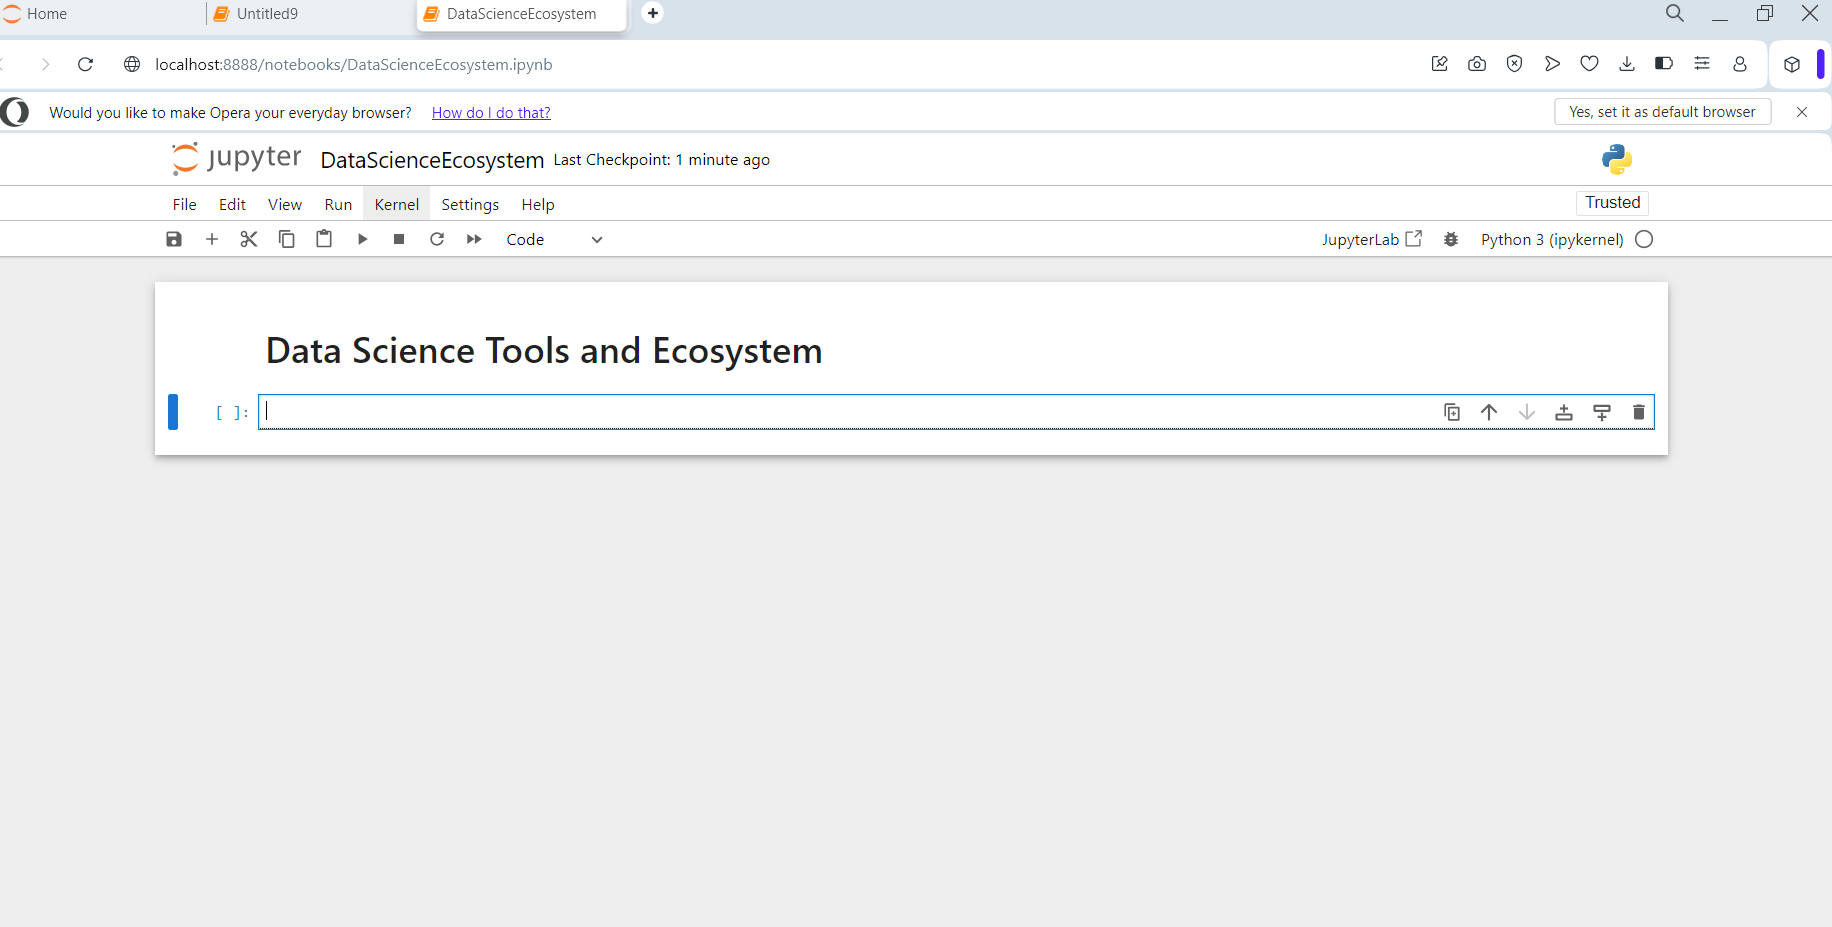 Home
Untitled9
DataScienceEcosystem
localhost:8888/notebooks/DataScienceEcosystem.ipynb
Would you like to make Opera your everyday browser? How do I do that? Yes, set it as default browser
jupyter DataScienceEcosystem Last Checkpoint: 1 minute ago
File Edit View Run Kernel Settings Help Trusted
Code JupyterLab Python 3 (ipykernel)
Data Science Tools and Ecosystem
[ ]: